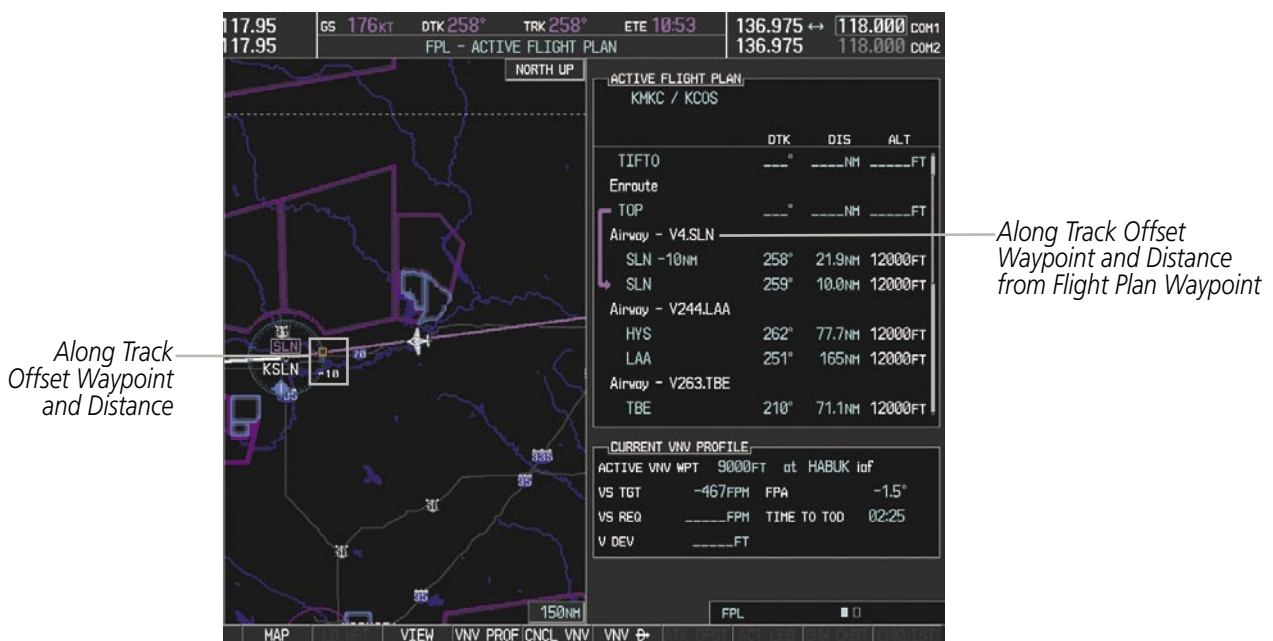 117.95
117.95
GS 176KT DTK 258° TRK 258° ETE 10:53
FPL – ACTIVE FLIGHT PLAN
136.975 ↔ 118.000 COM1
136.975 118.000 COM2
NORTH UP
SLN
KSLN
-10
70
35
335
35
35
150NM
ACTIVE FLIGHT PLAN
KMKC / KCOS
DTK DIS ALT
TIFTO ___° ____NM _____FT
Enroute
TOP ___° ____NM _____FT
Airway – V4.SLN
SLN -10NM 258° 21.9NM 12000FT
SLN 259° 10.0NM 12000FT
Airway – V244.LAA
HYS 262° 77.7NM 12000FT
LAA 251° 165NM 12000FT
Airway – V263.TBE
TBE 210° 71.1NM 12000FT
CURRENT VNV PROFILE
ACTIVE VNV WPT 9000FT at HABUK iaf
VS TGT -467FPM FPA -1.5°
VS REQ _____FPM TIME TO TOD 02:25
V DEV _____FT
FPL
MAP VIEW VNV PROF CNCL VNV VNV
Along Track
Offset Waypoint
and Distance
Along Track Offset
Waypoint and Distance
from Flight Plan Waypoint